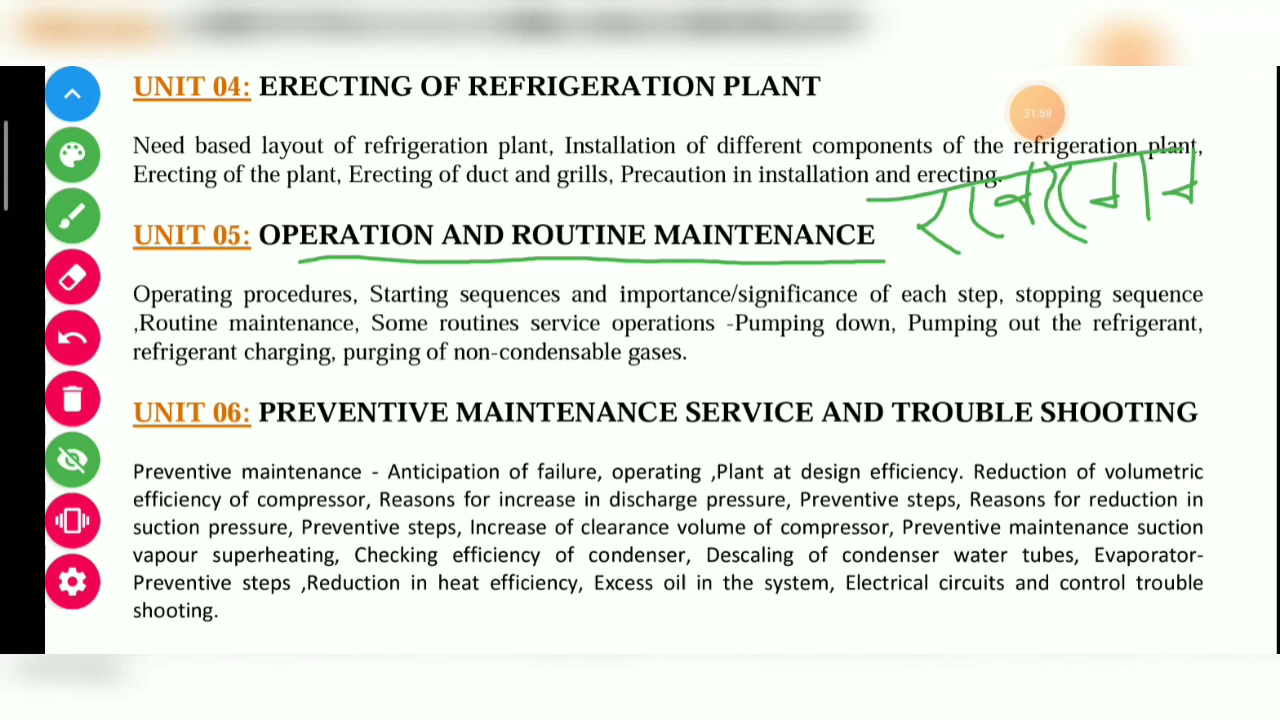 UNIT 04: ERECTING OF REFRIGERATION PLANT
31:59
Need based layout of refrigeration plant, Installation of different components of the refrigeration plant,
Erecting of the plant, Erecting of duct and grills, Precaution in installation and erecting.
UNIT 05: OPERATION AND ROUTINE MAINTENANCE
Operating procedures, Starting sequences and importance/significance of each step, stopping sequence
,Routine maintenance, Some routines service operations -Pumping down, Pumping out the refrigerant,
refrigerant charging, purging of non-condensable gases.
UNIT 06: PREVENTIVE MAINTENANCE SERVICE AND TROUBLE SHOOTING
Preventive maintenance - Anticipation of failure, operating ,Plant at design efficiency. Reduction of volumetric
efficiency of compressor, Reasons for increase in discharge pressure, Preventive steps, Reasons for reduction in
suction pressure, Preventive steps, Increase of clearance volume of compressor, Preventive maintenance suction
vapour superheating, Checking efficiency of condenser, Descaling of condenser water tubes, Evaporator-
Preventive steps ,Reduction in heat efficiency, Excess oil in the system, Electrical circuits and control trouble
shooting.